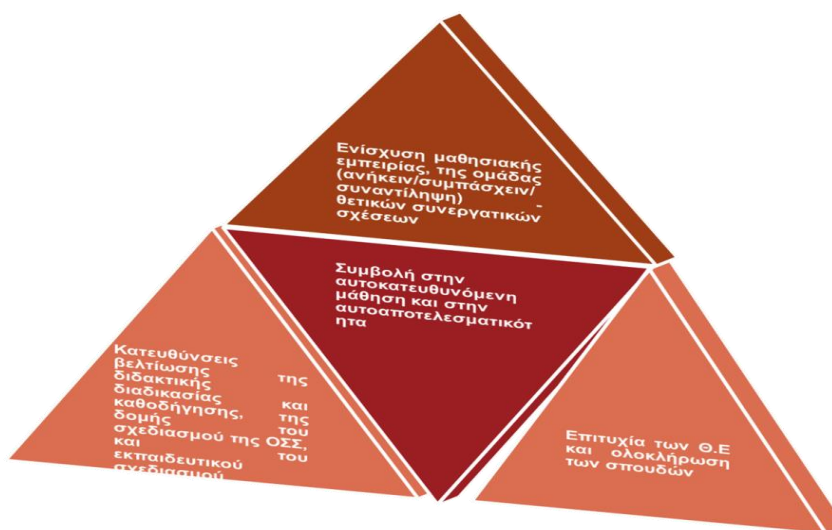 Ενίσχυση μαθησιακής
εμπειρίας, της ομάδας
(ανήκειν/συμπάσχειν/
συναντίληψη) -
θετικών συνεργατικών
σχέσεων
Συμβολή στην
αυτοκατευθυνόμενη
μάθηση και στην
αυτοαποτελεσματικότ
ητα
Κατευθύνσεις
βελτίωσης της
διδακτικής
διαδικασίας και
καθοδήγησης, της
δομής του
σχεδιασμού της ΟΣΣ,
και του
εκπαιδευτικού
σχεδιασμού
Επιτυχία των Θ.Ε
και ολοκλήρωση
των σπουδών